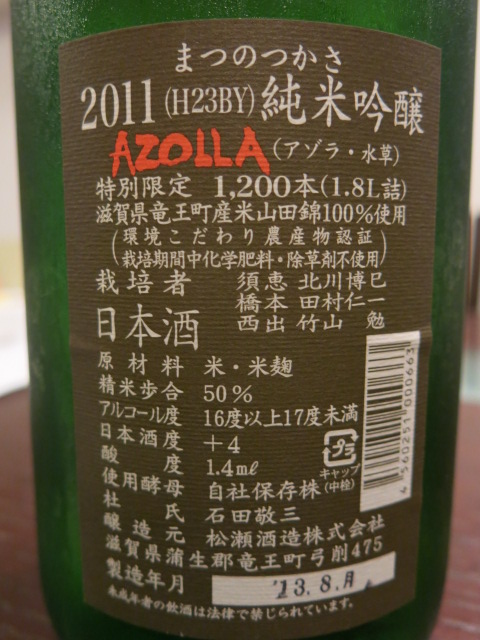 まつのつかさ
2011(H23BY)純米吟醸
AZOLLA(アゾラ・水草)
特別限定 1,200本(1.8L詰)
滋賀県竜王町産米山田錦100%使用
(環境こだわり農産物認証
栽培期間中化学肥料・除草剤不使用)
栽培者 須恵 北川博巳
橋本 田村仁一
西出 竹山 勉
日本酒
原材料 米・米麹
精米歩合 50%
アルコール度 16度以上17度未満
日本酒度 +4
酸度 1.4mℓ
使用酵母 自社保存株
杜氏 石田敬三
醸造元 松瀬酒造株式会社
滋賀県蒲生郡竜王町弓削475
製造年月 '13.8.月
未成年者の飲酒は法律で禁じられています。
プラ
キャップ
(中栓)
4560251000663